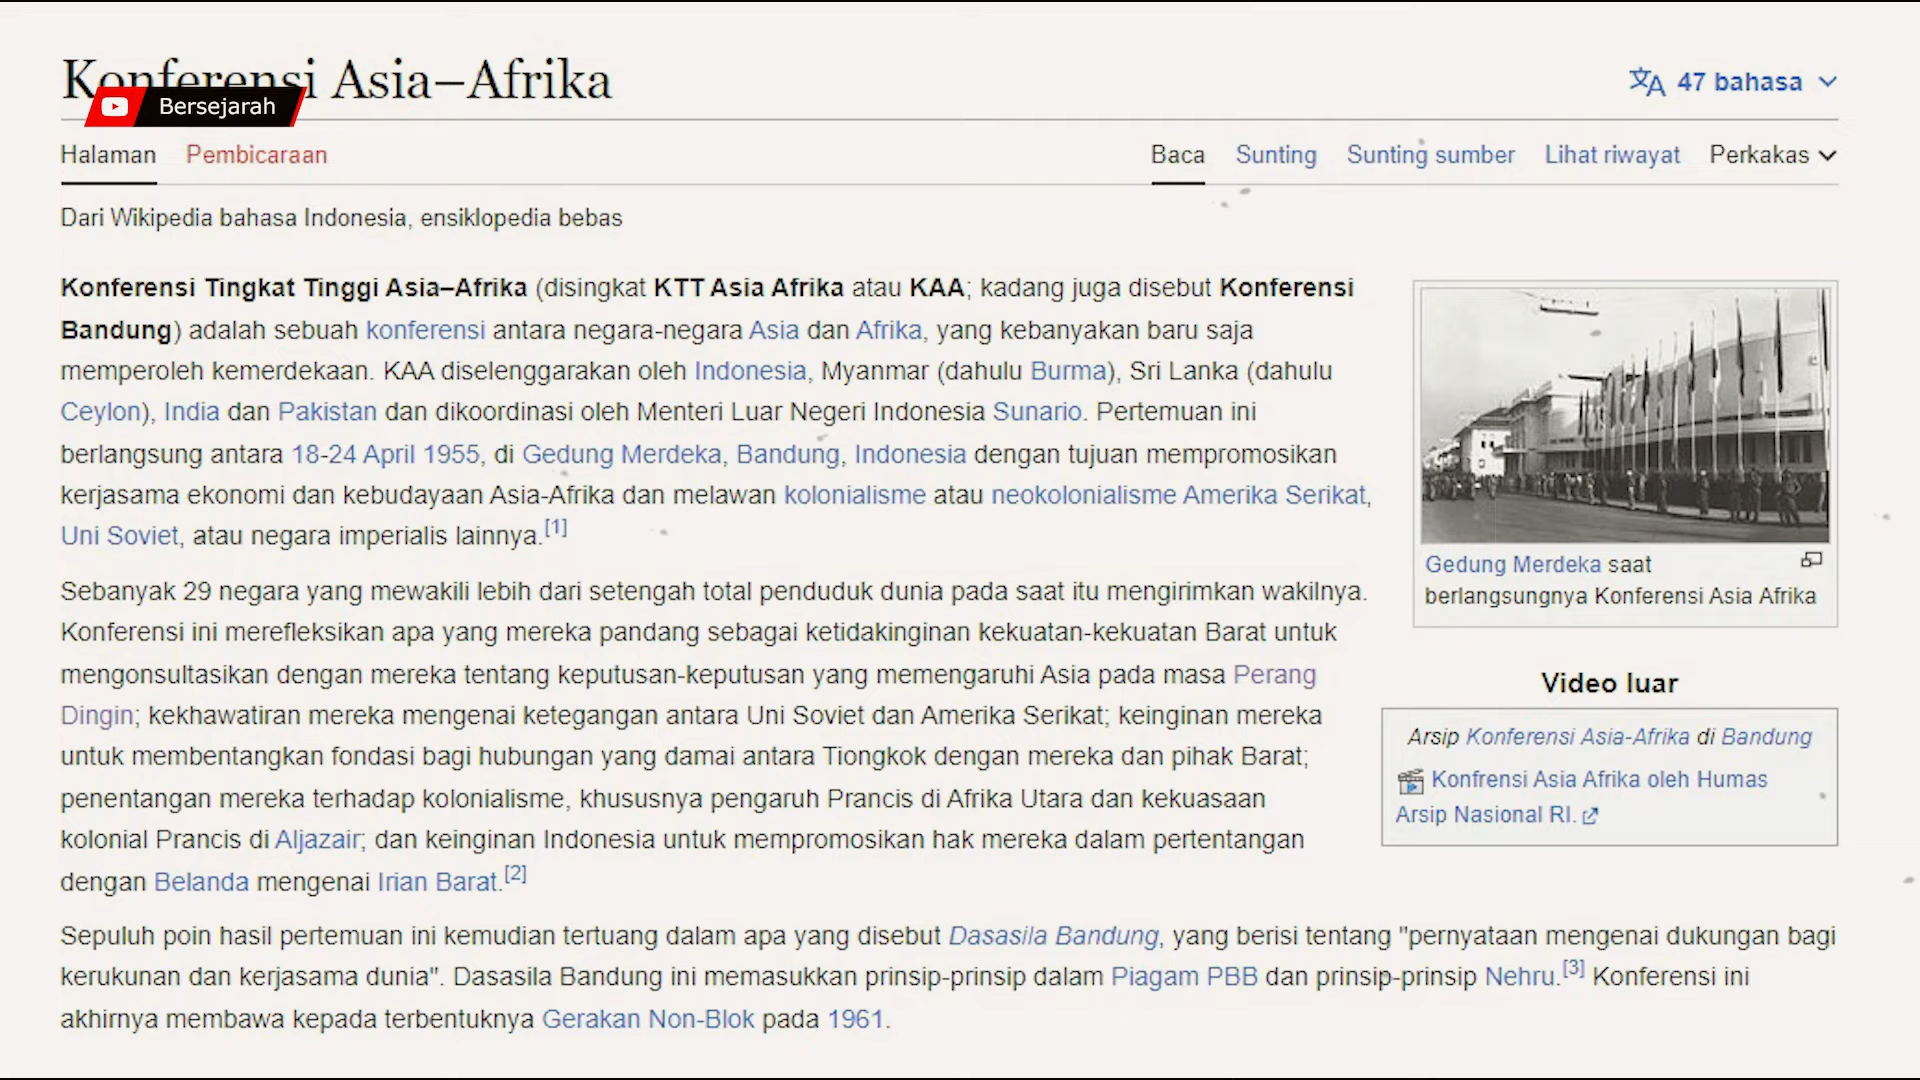 Konferensi Asia–Afrika
47 bahasa
Bersejarah
Halaman Pembicaraan
Baca Sunting Sunting sumber Lihat riwayat Perkakas
Dari Wikipedia bahasa Indonesia, ensiklopedia bebas
Konferensi Tingkat Tinggi Asia–Afrika (disingkat KTT Asia Afrika atau KAA; kadang juga disebut Konferensi
Bandung) adalah sebuah konferensi antara negara-negara Asia dan Afrika, yang kebanyakan baru saja
memperoleh kemerdekaan. KAA diselenggarakan oleh Indonesia, Myanmar (dahulu Burma), Sri Lanka (dahulu
Ceylon), India dan Pakistan dan dikoordinasi oleh Menteri Luar Negeri Indonesia Sunario. Pertemuan ini
berlangsung antara 18-24 April 1955, di Gedung Merdeka, Bandung, Indonesia dengan tujuan mempromosikan
kerjasama ekonomi dan kebudayaan Asia-Afrika dan melawan kolonialisme atau neokolonialisme Amerika Serikat,
Uni Soviet, atau negara imperialis lainnya.[1]
Sebanyak 29 negara yang mewakili lebih dari setengah total penduduk dunia pada saat itu mengirimkan wakilnya.
Konferensi ini merefleksikan apa yang mereka pandang sebagai ketidakinginan kekuatan-kekuatan Barat untuk
mengonsultasikan dengan mereka tentang keputusan-keputusan yang memengaruhi Asia pada masa Perang
Dingin; kekhawatiran mereka mengenai ketegangan antara Uni Soviet dan Amerika Serikat; keinginan mereka
untuk membentangkan fondasi bagi hubungan yang damai antara Tiongkok dengan mereka dan pihak Barat;
penentangan mereka terhadap kolonialisme, khususnya pengaruh Prancis di Afrika Utara dan kekuasaan
kolonial Prancis di Aljazair; dan keinginan Indonesia untuk mempromosikan hak mereka dalam pertentangan
dengan Belanda mengenai Irian Barat.[2]
Gedung Merdeka saat
berlangsungnya Konferensi Asia Afrika
Video luar
Arsip Konferensi Asia-Afrika di Bandung
Konfrensi Asia Afrika oleh Humas
Arsip Nasional RI.
Sepuluh poin hasil pertemuan ini kemudian tertuang dalam apa yang disebut Dasasila Bandung, yang berisi tentang "pernyataan mengenai dukungan bagi
kerukunan dan kerjasama dunia". Dasasila Bandung ini memasukkan prinsip-prinsip dalam Piagam PBB dan prinsip-prinsip Nehru.[3] Konferensi ini
akhirnya membawa kepada terbentuknya Gerakan Non-Blok pada 1961.